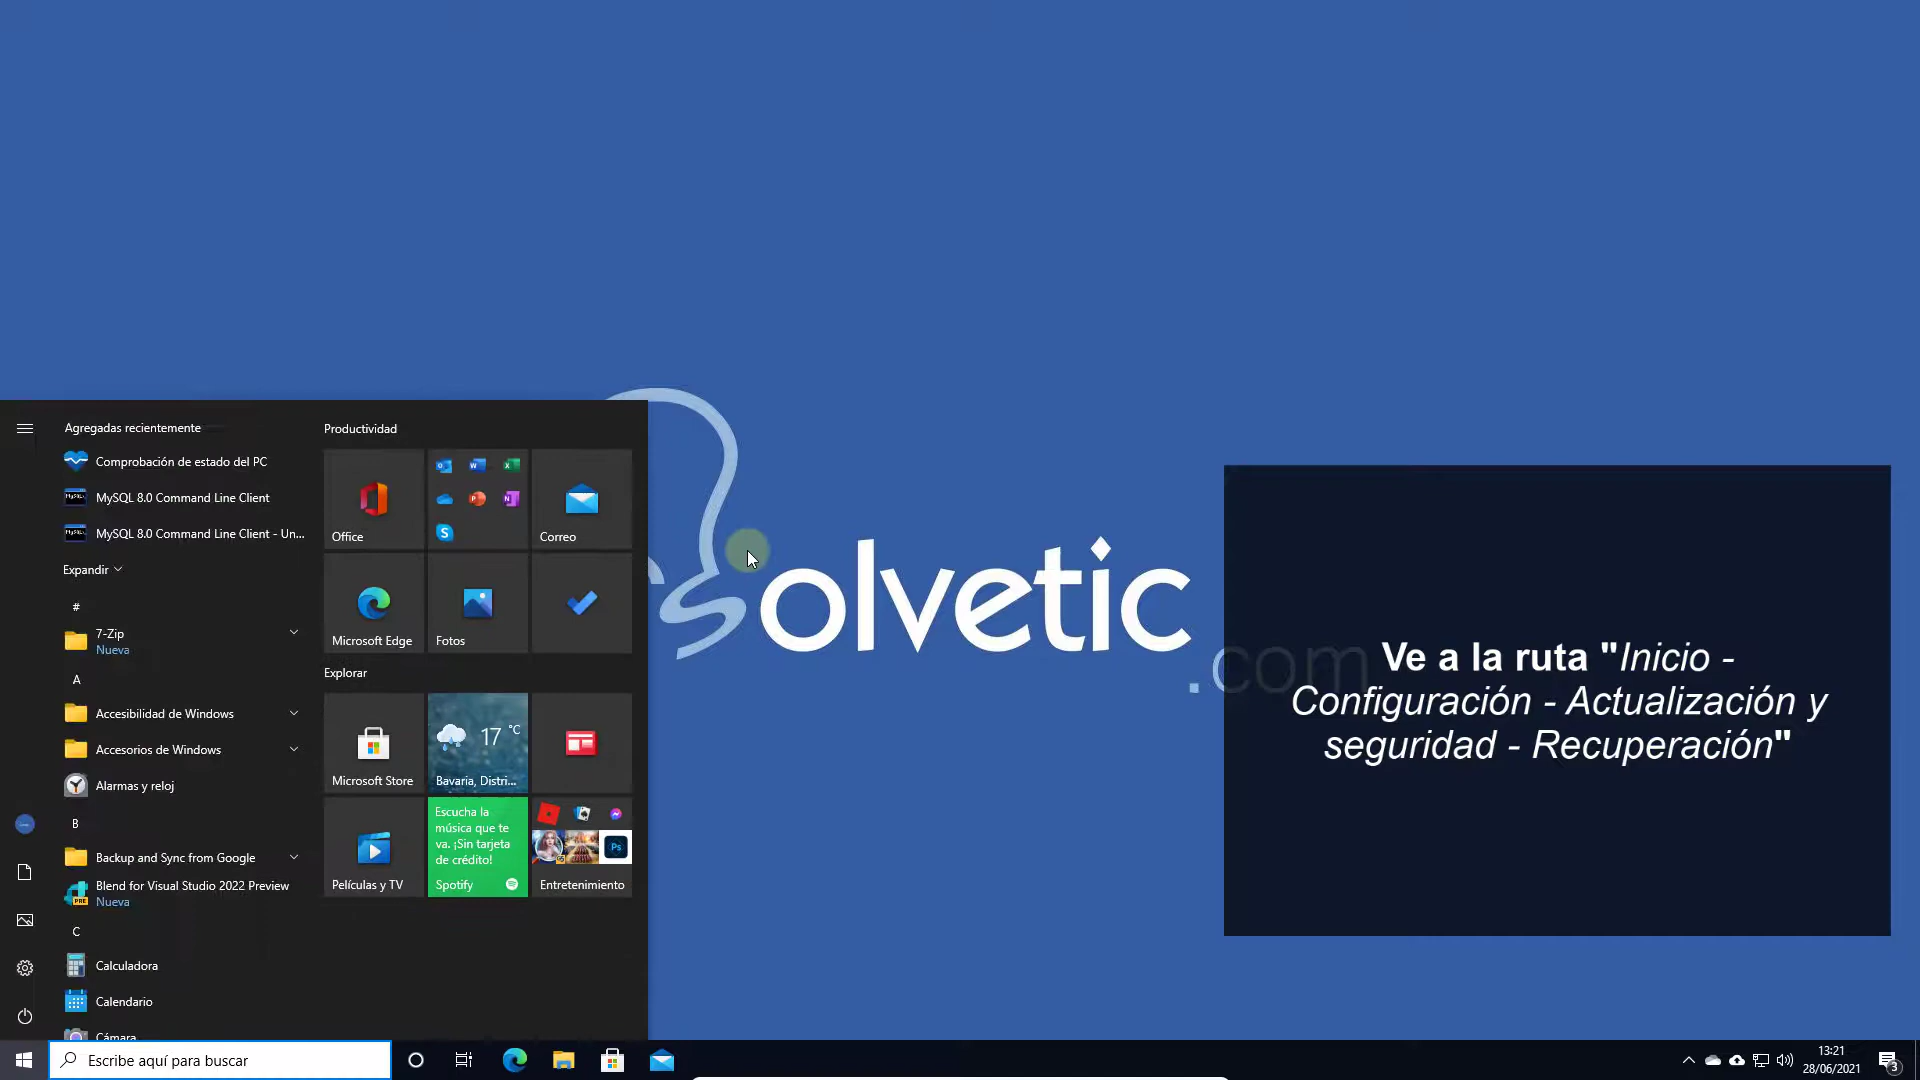 Agregadas recientemente
Comprobación de estado del PC
MySQL 8.0 Command Line Client
MySQL 8.0 Command Line Client - Un...
Expandir
#
7-Zip
Nueva
A
Accesibilidad de Windows
Accesorios de Windows
Alarmas y reloj
B
Backup and Sync from Google
Blend for Visual Studio 2022 Preview
Nueva
C
Calculadora
Calendario
Cámara
Productividad
Office
Correo
Microsoft Edge
Fotos
Explorar
Microsoft Store
17 °C
Bavaria, Distri...
Películas y TV
Escucha la
música que te
va. ¡Sin tarjeta
de crédito!
Spotify
Ps
Entretenimiento
solvetic
.com
Ve a la ruta "Inicio -
Configuración - Actualización y
seguridad - Recuperación"
Escribe aquí para buscar
13:21
28/06/2021
3